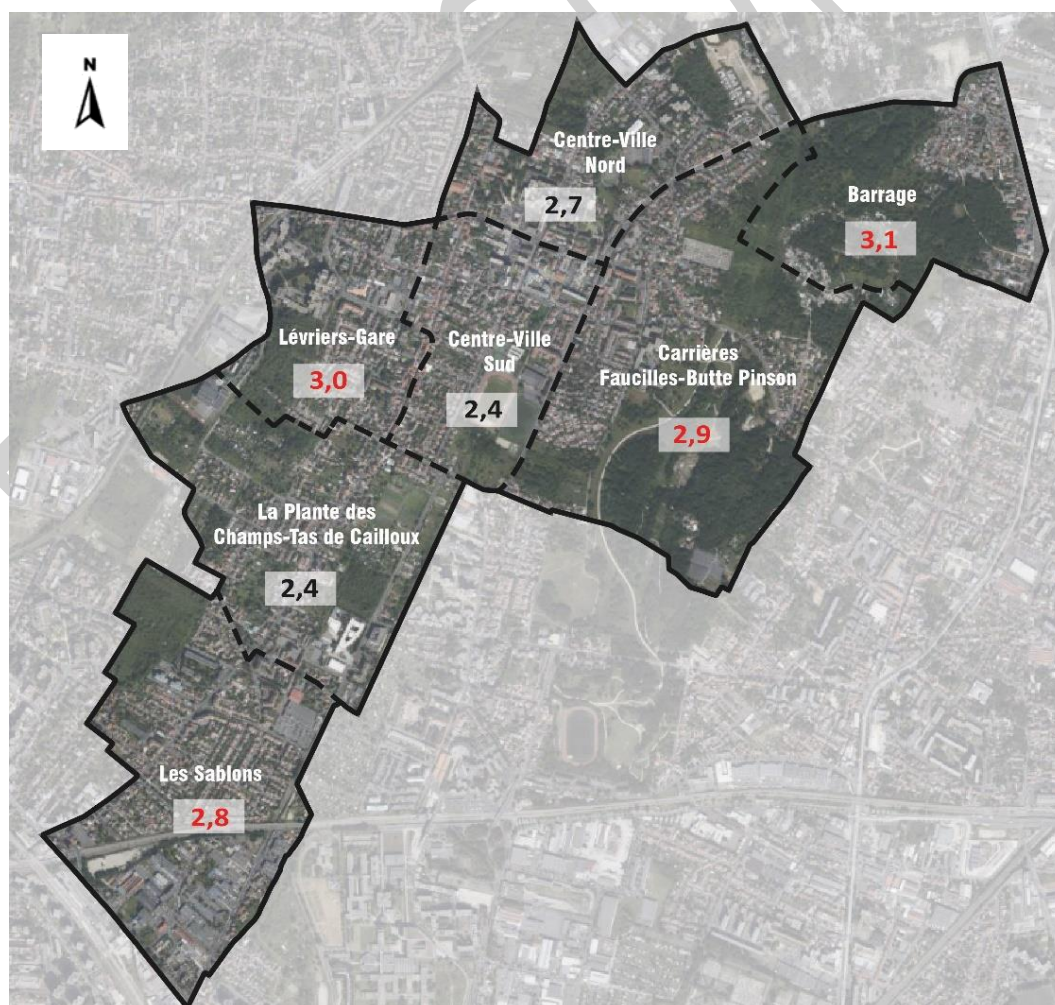 N
Centre-Ville
Nord
2,7
Barrage
3,1
Lévriers-Gare
3,0
Centre-Ville
Sud
2,4
Carrières
Faucilles-Butte Pinson
2,9
La Plante des
Champs-Tas de Cailloux
2,4
Les Sablons
2,8